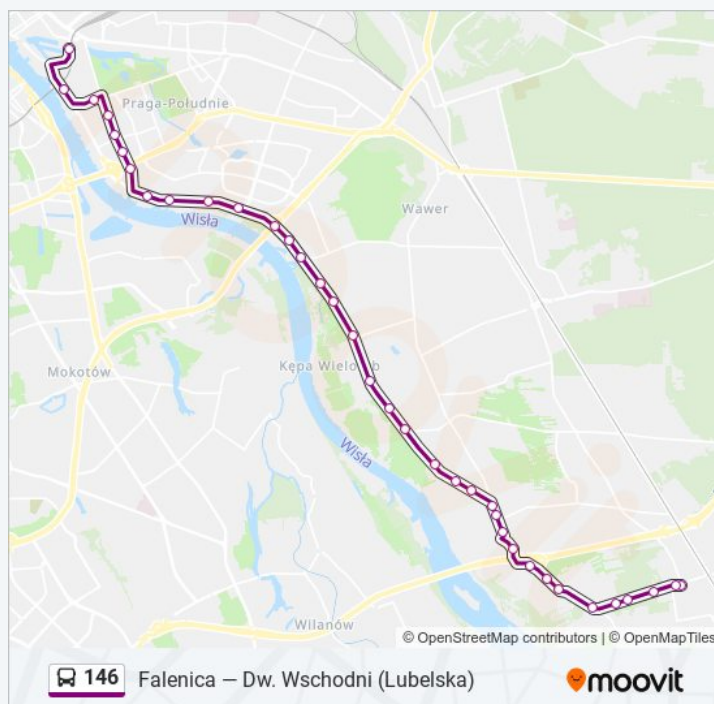 Praga-Południe
Wisła
Wawer
Mokotów
Kępa Wielo b
Wisła
Wilanów
© OpenStreetMap contributors | © OpenMapTiles
146 Falenica — Dw. Wschodni (Lubelska)
moovit